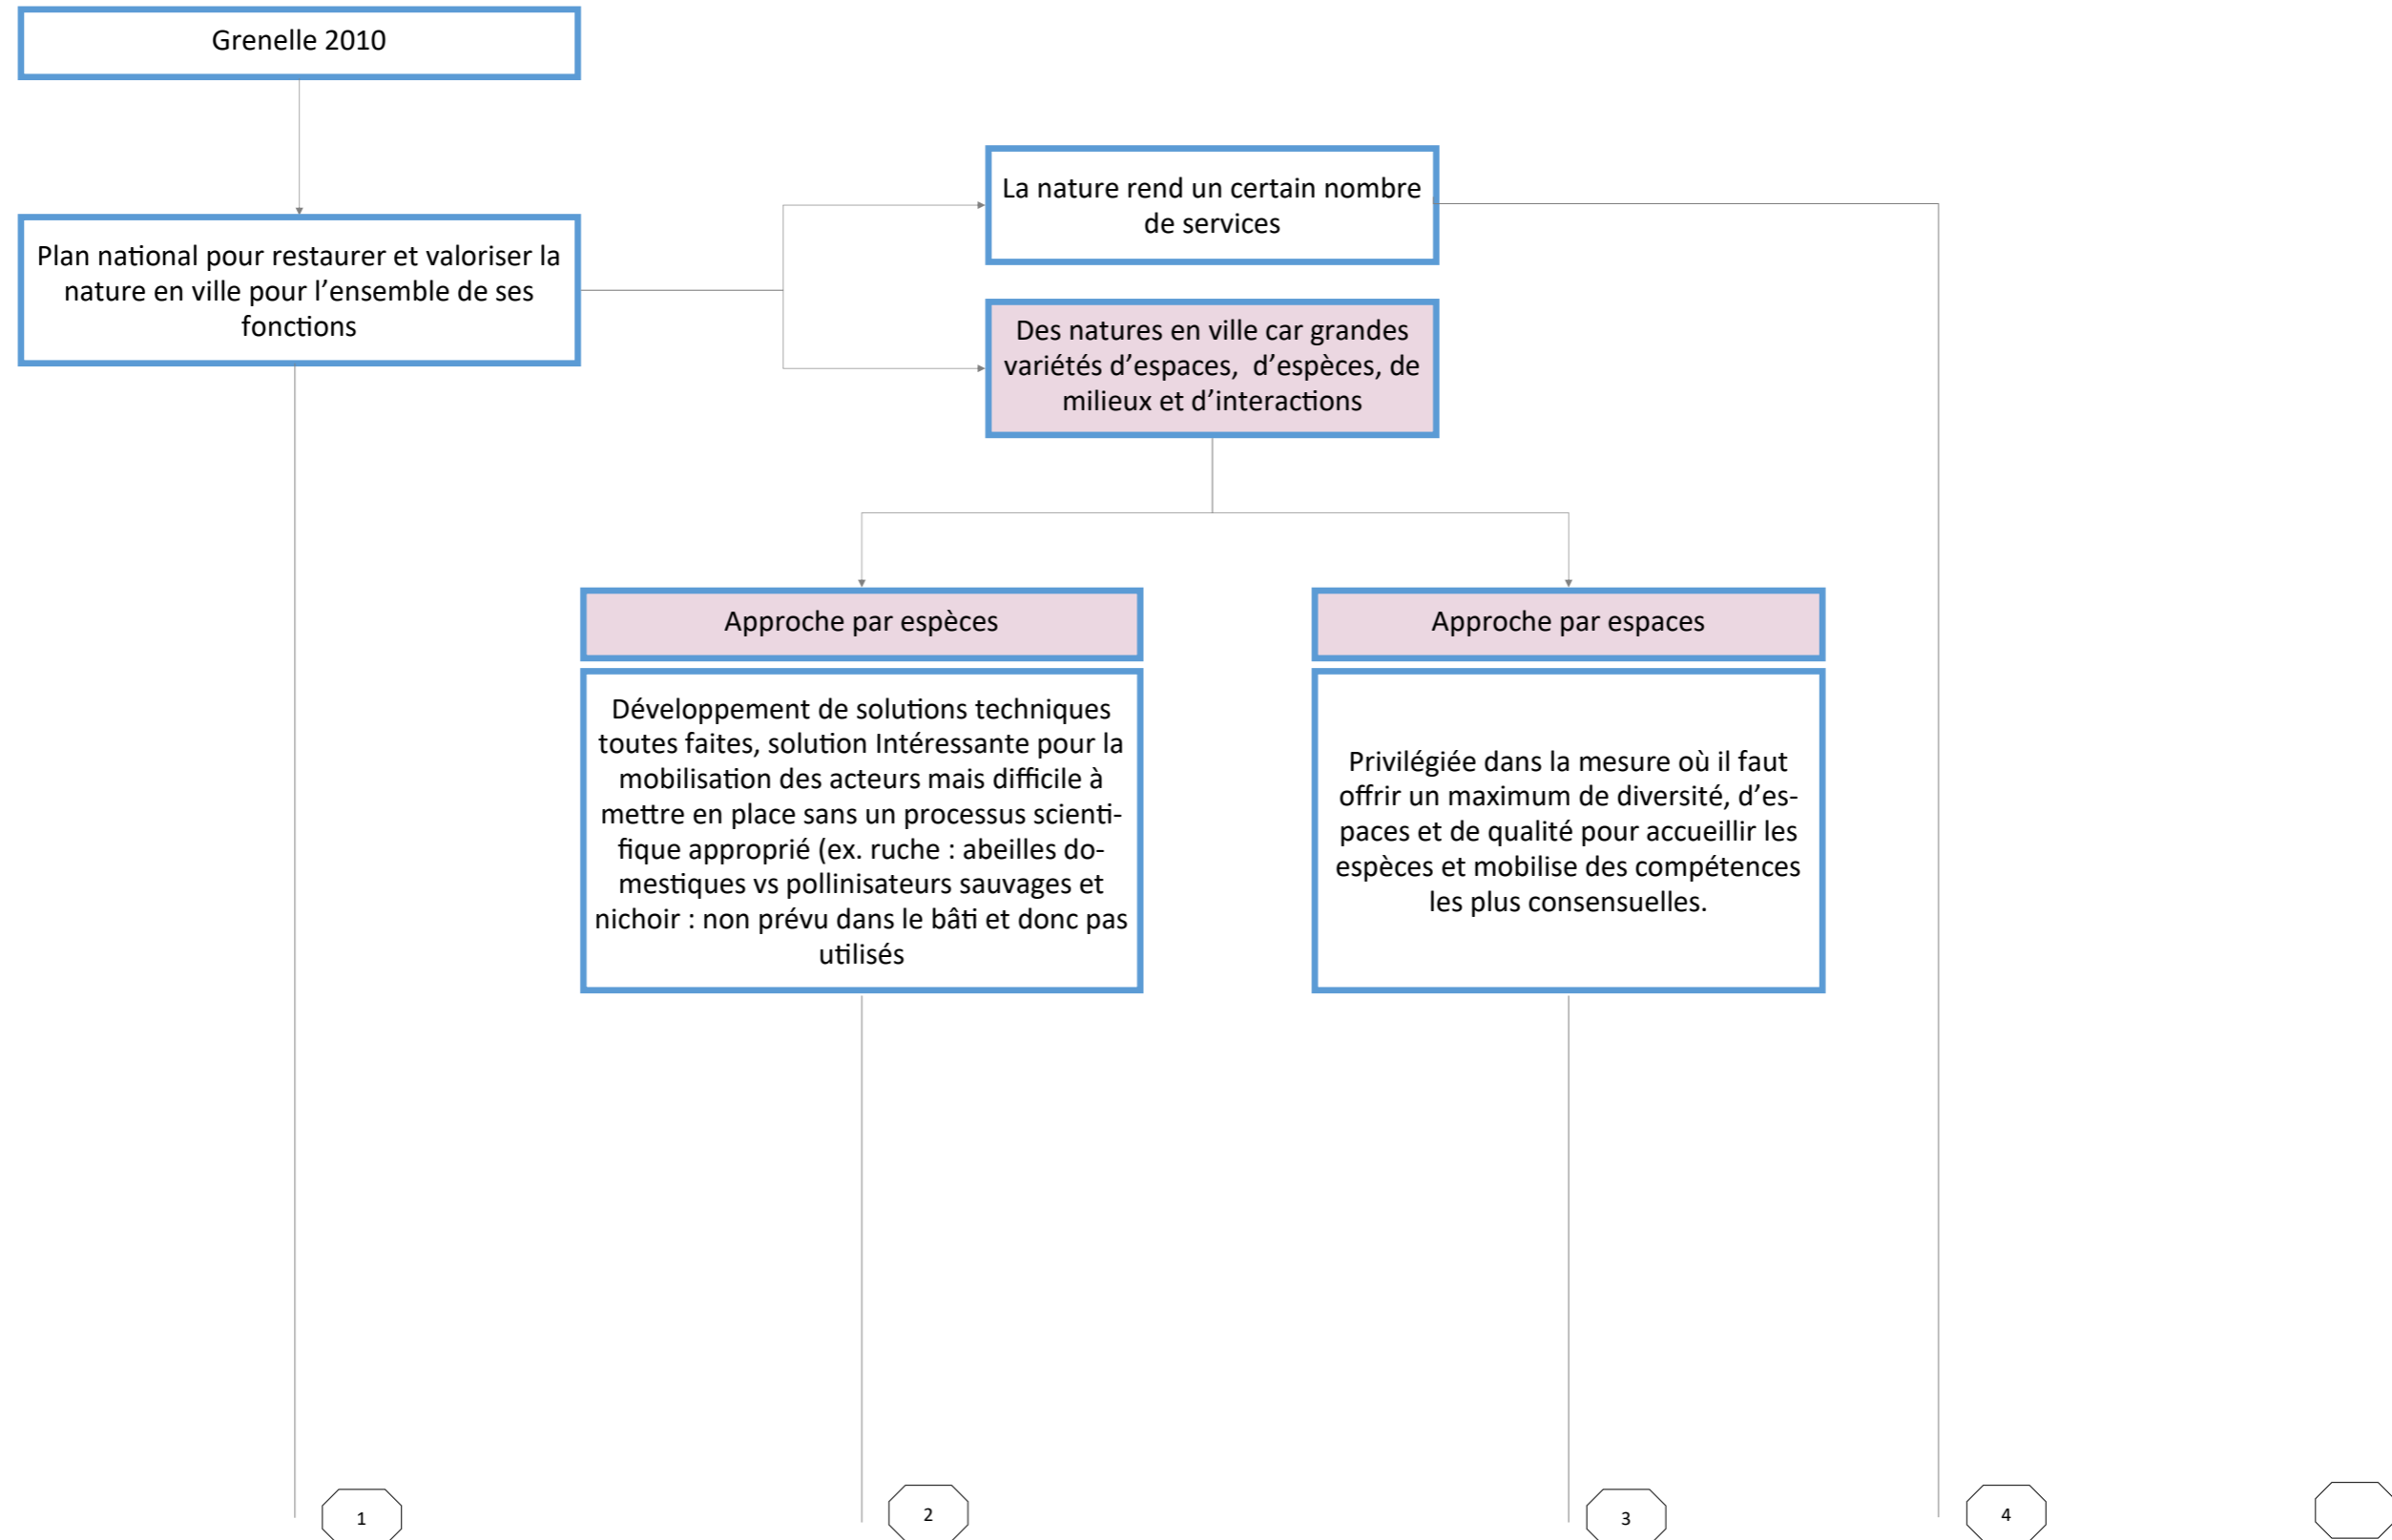 Grenelle 2010
Plan national pour restaurer et valoriser la
nature en ville pour l’ensemble de ses
fonctions
La nature rend un certain nombre
de services
Des natures en ville car grandes
variétés d’espaces,  d’espèces, de
milieux et d’interactions
Approche par espèces
Développement de solutions techniques
toutes faites, solution Intéressante pour la
mobilisation des acteurs mais difficile à
mettre en place sans un processus scienti-
fique approprié (ex. ruche : abeilles do-
mestiques vs pollinisateurs sauvages et
nichoir : non prévu dans le bâti et donc pas
utilisés
Approche par espaces
Privilégiée dans la mesure où il faut
offrir un maximum de diversité, d’es-
paces et de qualité pour accueillir les
espèces et mobilise des compétences
les plus consensuelles.
1
2
3
4